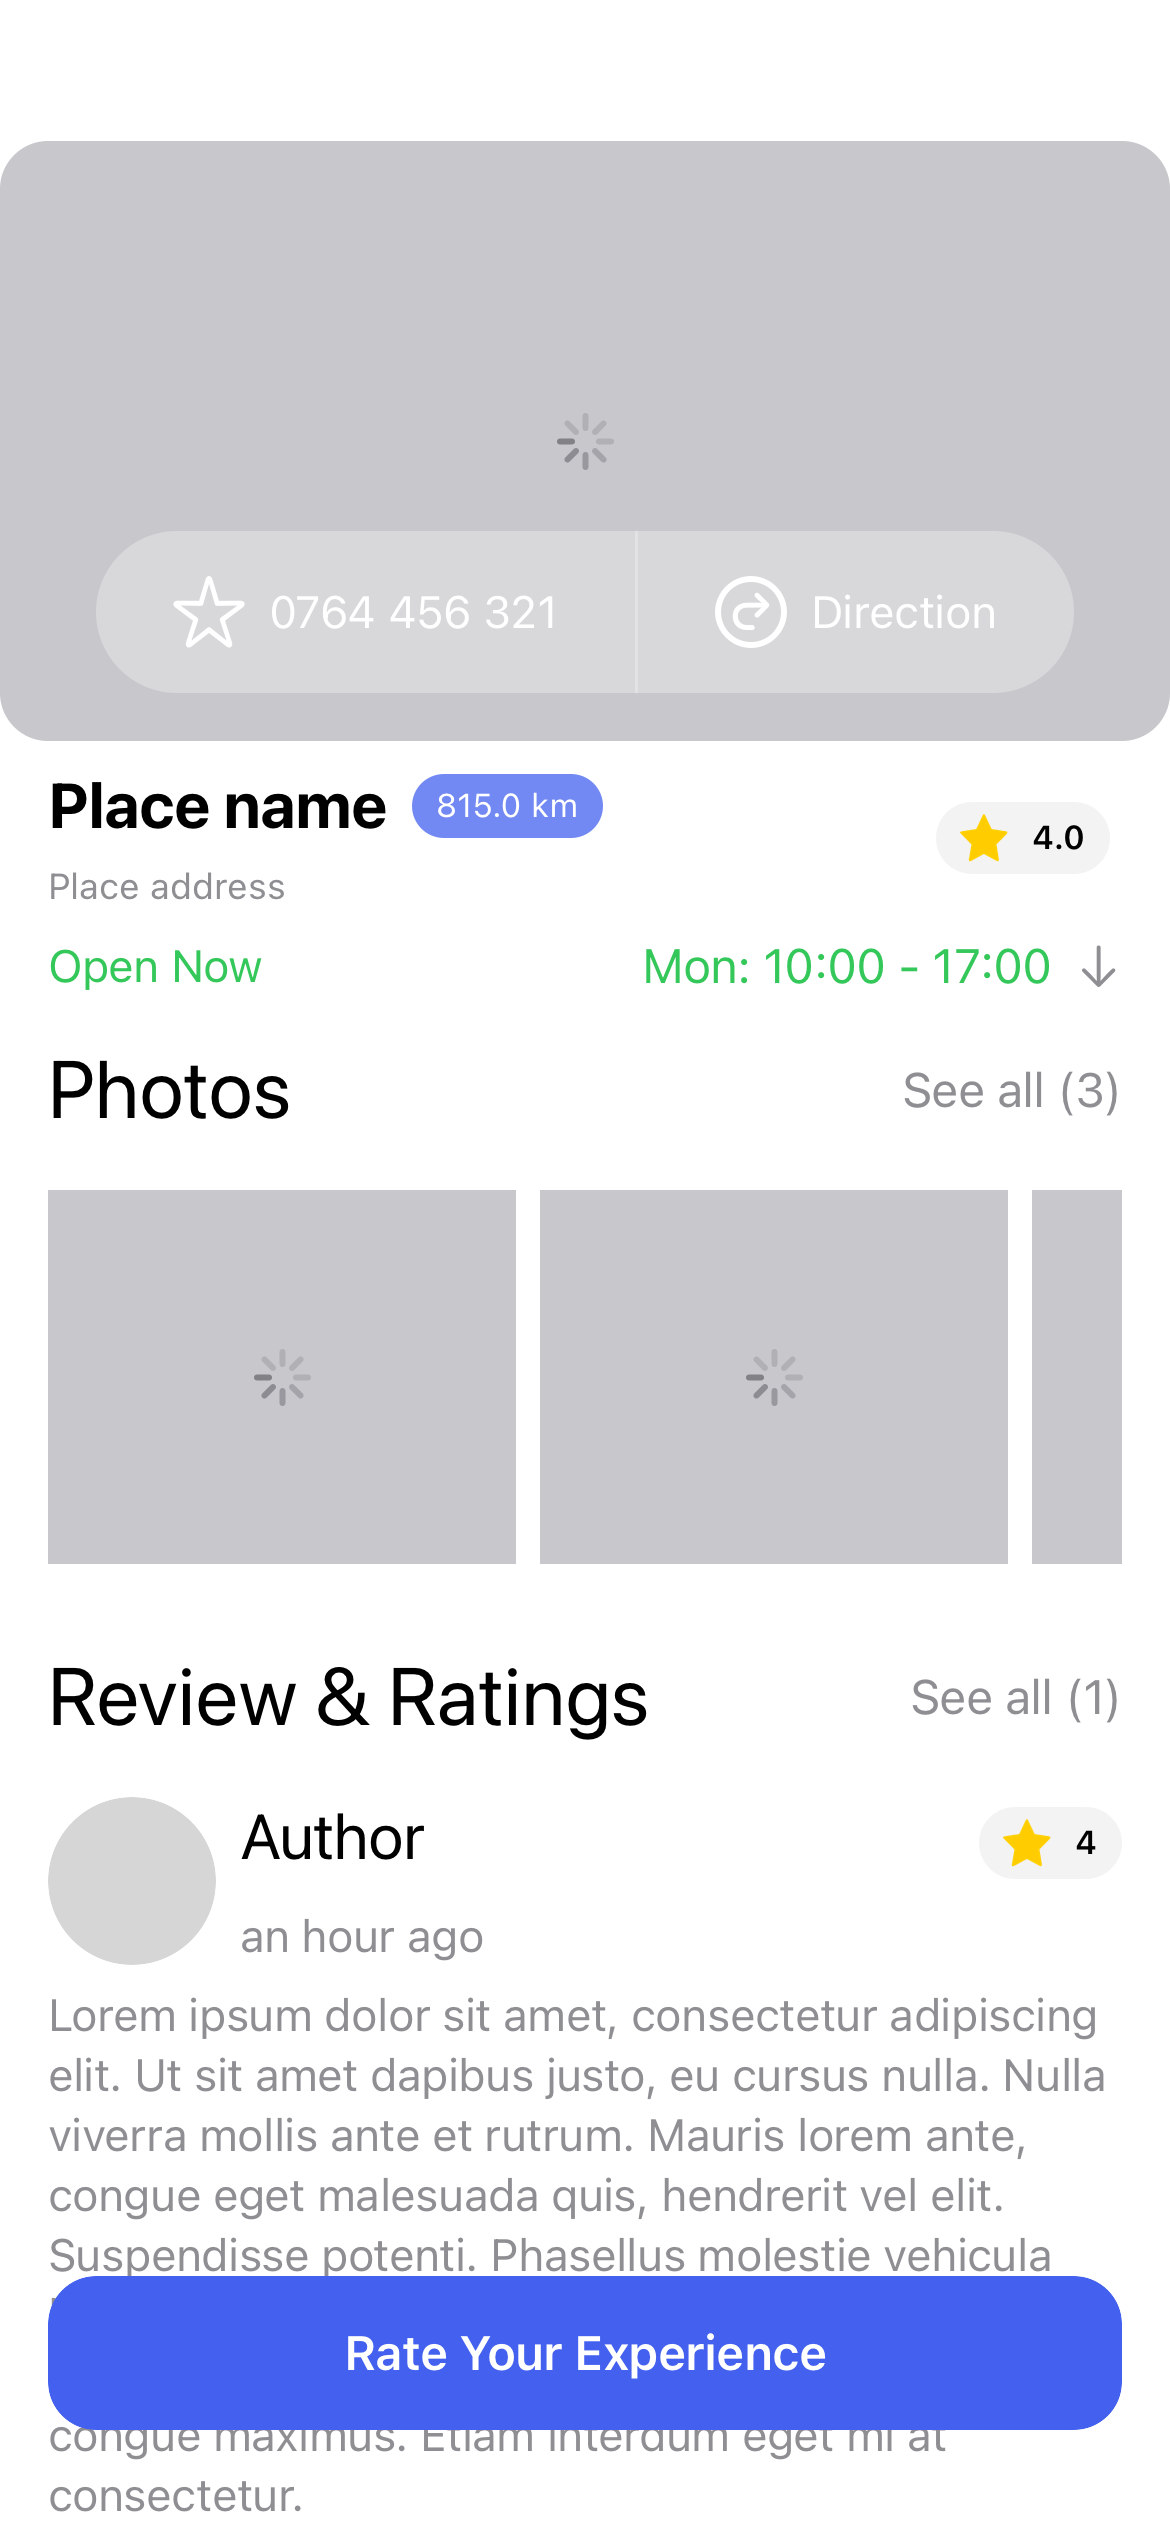 0764 456 321
Direction
Place name
815.0 km
4.0
Place address
Open Now
Mon: 10:00 - 17:00
Photos
See all (3)
Review & Ratings
See all (1)
Author
4
an hour ago
Lorem ipsum dolor sit amet, consectetur adipiscing
elit. Ut sit amet dapibus justo, eu cursus nulla. Nulla
viverra mollis ante et rutrum. Mauris lorem ante,
congue eget malesuada quis, hendrerit vel elit.
Suspendisse potenti. Phasellus molestie vehicula
Rate Your Experience
congue maximus. Etiam interdum eget mi at
consectetur.